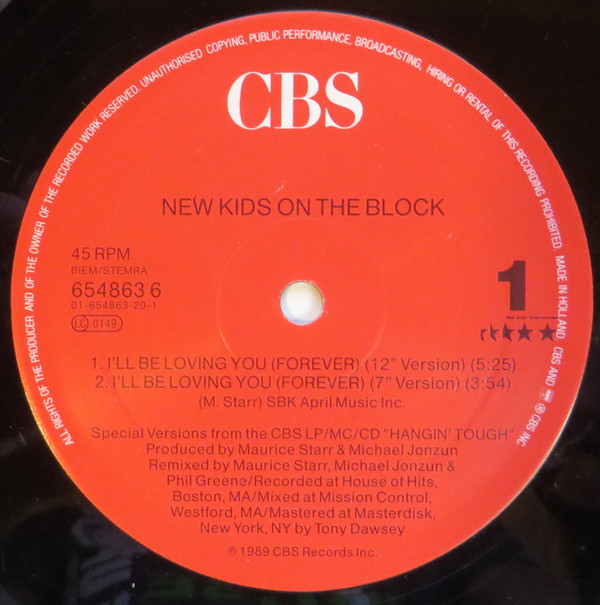 ALL RIGHTS OF THE PRODUCER AND OF THE OWNER OF THE RECORDED WORK RESERVED. UNAUTHORISED COPYING, PUBLIC PERFORMANCE, BROADCASTING, HIRING OR RENTAL OF THIS RECORDING PROHIBITED. MADE IN HOLLAND. CBS AND ℗ CBS INC
CBS
NEW KIDS ON THE BLOCK
45 RPM
BIEM/STEMRA
654863 6
01-654863-20-1
LC 0149
1
1. I'LL BE LOVING YOU (FOREVER) (12" Version) (5:25)
2. I'LL BE LOVING YOU (FOREVER) (7" Version) (3:54)
(M. Starr) SBK April Music Inc.
Special Versions from the CBS LP/MC/CD "HANGIN' TOUGH"
Produced by Maurice Starr & Michael Jonzun
Remixed by Maurice Starr, Michael Jonzun &
Phil Greene/Recorded at House of Hits,
Boston, MA/Mixed at Mission Control,
Westford, MA/Mastered at Masterdisk,
New York, NY by Tony Dawsey
℗ 1989 CBS Records Inc.